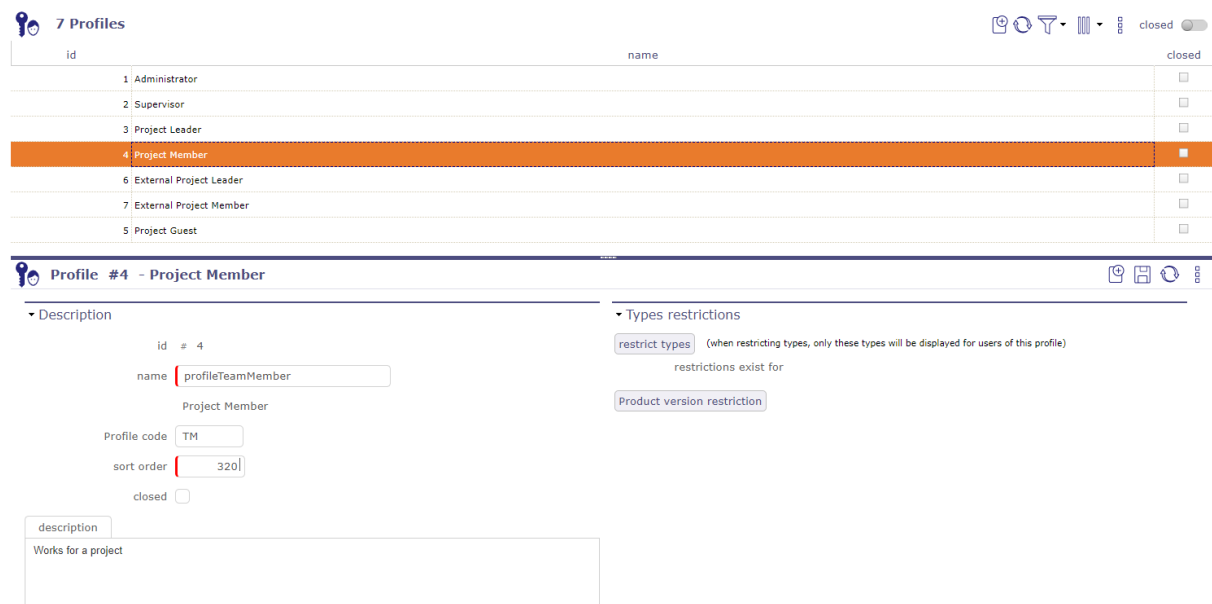 7 Profiles closed
id name closed
1 Administrator
2 Supervisor
3 Project Leader
4 Project Member
6 External Project Leader
7 External Project Member
5 Project Guest
Profile #4 - Project Member
Description
id # 4
name profileTeamMember
Project Member
Profile code TM
sort order 320
closed
description
Works for a project
Types restrictions
restrict types (when restricting types, only these types will be displayed for users of this profile)
restrictions exist for
Product version restriction